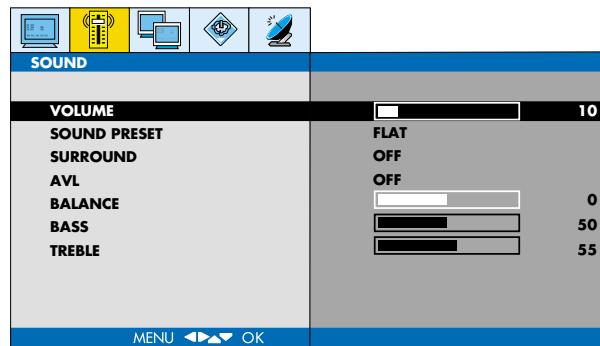 SOUND
VOLUME 10
SOUND PRESET FLAT
SURROUND OFF
AVL OFF
BALANCE 0
BASS 50
TREBLE 55
MENU ◀▶▲▼ OK